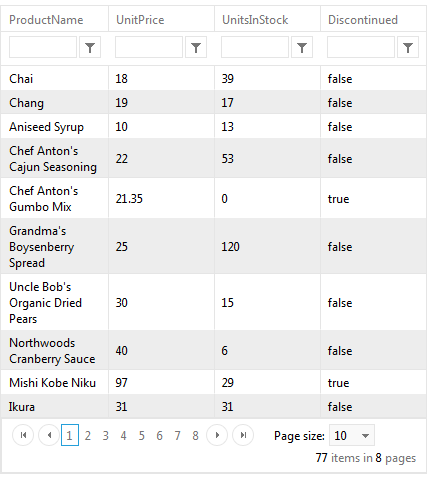 ProductName UnitPrice UnitsInStock Discontinued
Chai 18 39 false
Chang 19 17 false
Aniseed Syrup 10 13 false
Chef Anton's
Cajun Seasoning 22 53 false
Chef Anton's
Gumbo Mix 21.35 0 true
Grandma's
Boysenberry 25 120 false
Spread
Uncle Bob's
Organic Dried 30 15 false
Pears
Northwoods
Cranberry Sauce 40 6 false
Mishi Kobe Niku 97 29 true
Ikura 31 31 false
1 2 3 4 5 6 7 8 Page size: 10
77 items in 8 pages